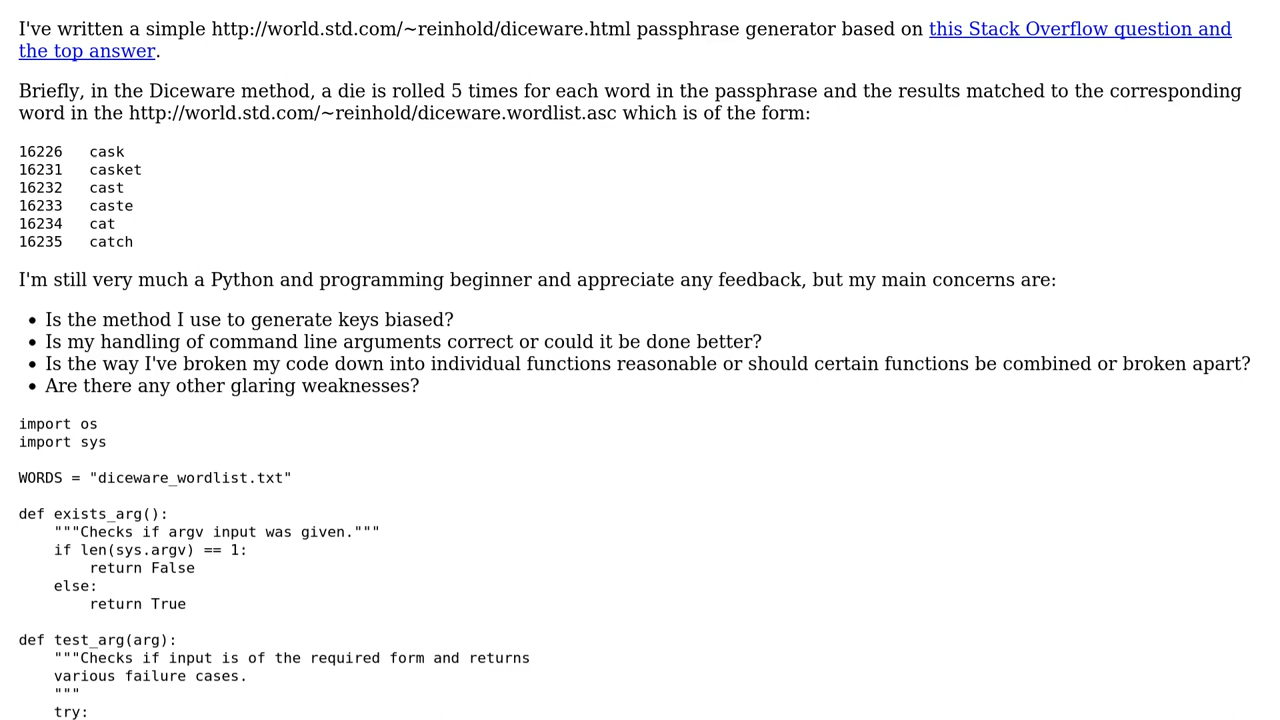 I've written a simple http://world.std.com/~reinhold/diceware.html passphrase generator based on this Stack Overflow question and
the top answer.
Briefly, in the Diceware method, a die is rolled 5 times for each word in the passphrase and the results matched to the corresponding
word in the http://world.std.com/~reinhold/diceware.wordlist.asc which is of the form:
16226   cask
16231   casket
16232   cast
16233   caste
16234   cat
16235   catch
I'm still very much a Python and programming beginner and appreciate any feedback, but my main concerns are:
• Is the method I use to generate keys biased?
• Is my handling of command line arguments correct or could it be done better?
• Is the way I've broken my code down into individual functions reasonable or should certain functions be combined or broken apart?
• Are there any other glaring weaknesses?
import os
import sys
WORDS = "diceware_wordlist.txt"
def exists_arg():
    """Checks if argv input was given."""
    if len(sys.argv) == 1:
        return False
    else:
        return True
def test_arg(arg):
    """Checks if input is of the required form and returns
    various failure cases.
    """
    try: